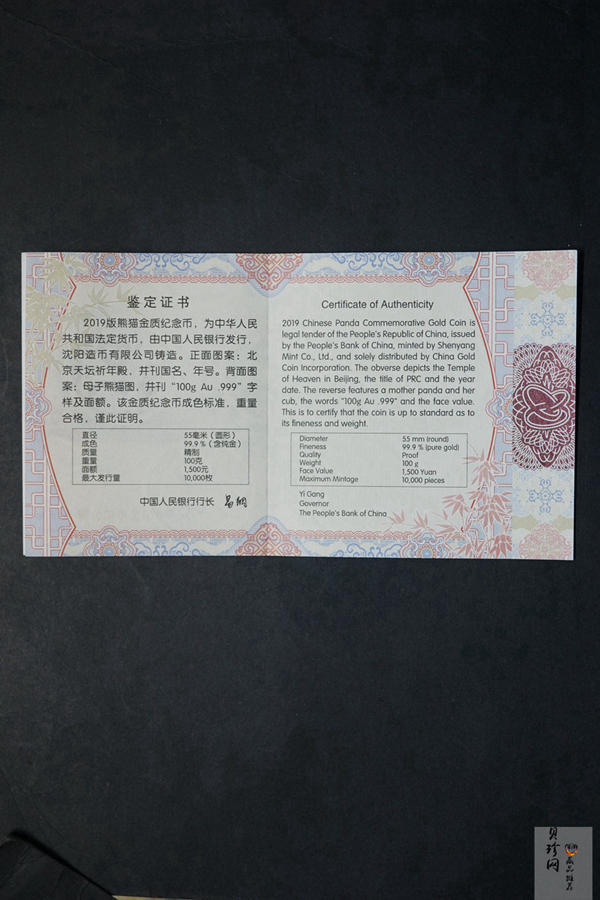 鉴定证书
2019版熊猫金质纪念币，为中华人民
共和国法定货币，由中国人民银行发行，
沈阳造币有限公司铸造。正面图案：北
京天坛祈年殿，并刊国名、年号。背面图
案：母子熊猫图，并刊“100g Au .999”字
样及面额。该金质纪念币成色标准，重量
合格，谨此证明。
直径 55毫米（圆形）
成色 99.9%（含纯金）
质量 精制
重量 100克
面额 1,500元
最大发行量 10,000枚
中国人民银行行长 易纲
Certificate of Authenticity
2019 Chinese Panda Commemorative Gold Coin is
legal tender of the People's Republic of China, issued
by the People's Bank of China, minted by Shenyang
Mint Co., Ltd., and solely distributed by China Gold
Coin Incorporation. The obverse depicts the Temple
of Heaven in Beijing, the title of PRC and the year
date. The reverse features a mother panda and her
cub, the words "100g Au .999" and the face value.
This is to certify that the coin is up to standard as to
its fineness and weight.
Diameter 55 mm (round)
Fineness 99.9 % (pure gold)
Quality Proof
Weight 100 g
Face Value 1,500 Yuan
Maximum Mintage 10,000 pieces
Yi Gang
Governor
The People's Bank of China
贝珍网
藏品推荐